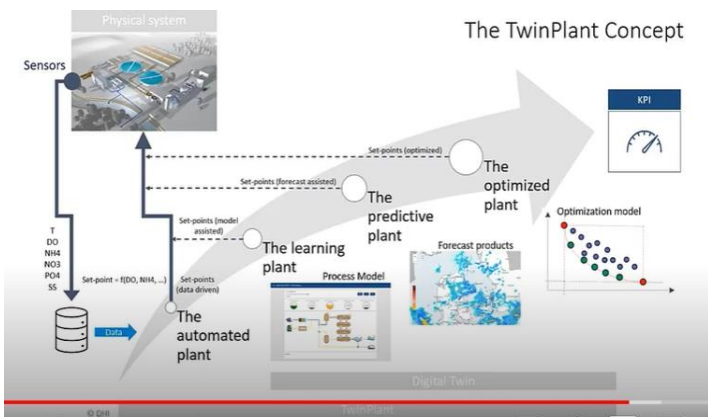 Physical system
The TwinPlant Concept
Sensors
KPI
Set-points (optimized)
The
optimized
plant
Set-points (forecast assisted)
The
predictive
plant
Optimization model
Set-points (model
assisted)
The learning
plant
Forecast products
T
DO
NH4
NO3
PO4
SS
Set-point = f(DO, NH4, ...)
Set-points
(data driven)
Process Model
Data
The
automated
plant
Digital Twin
© DHI
TwinPlant